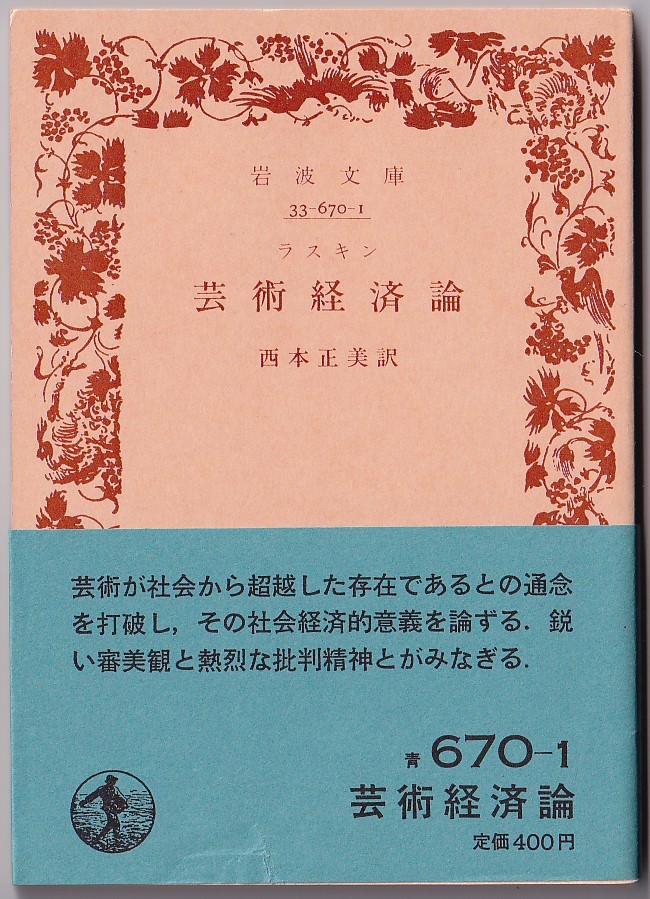 岩波文庫
33-670-1
ラスキン
芸術経済論
西本正美訳
芸術が社会から超越した存在であるとの通念
を打破し，その社会経済的意義を論ずる．鋭
い審美観と熱烈な批判精神とがみなぎる．
青 670-1
芸術経済論
定価400円